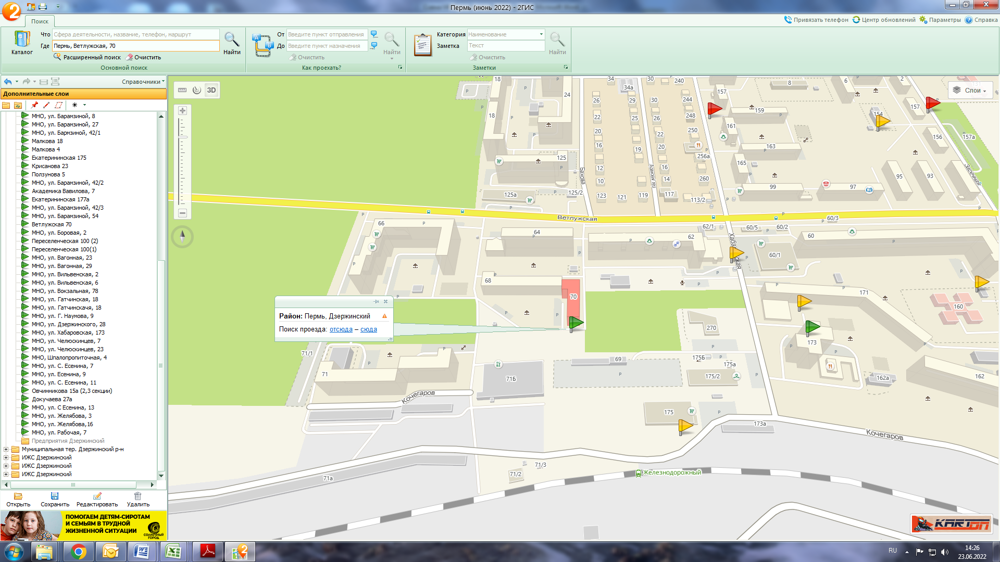 Пермь (июнь 2022) - 2ГИС
Поиск
Привязать телефон
Центр обновлений
Параметры
Справка
Каталог
Что
Сфера деятельности, название, телефон, маршрут
Где
Пермь, Ветлужская, 70
Найти
Расширенный поиск
Очистить
Основной поиск
От
Введите пункт отправления
До
Введите пункт назначения
Найти
Очистить
Как проехать?
Категория
Наименование
Заметка
Текст
Найти
Очистить
Заметки
Справочники
Дополнительные слои
МНО, ул. Барамзиной, 8
МНО, ул. Барамзиной, 27
МНО, ул. Бармзиной, 42/1
Малкова 18
Малкова 4
Екатерининская 175
Крисанова 23
Ползунова 5
МНО, ул. Барамзиной, 42/2
Академика Вавилова, 7
Екатерининская 177а
МНО, ул. Барамзиной, 42/3
МНО, ул. Барамзиной, 54
Ветлужская 70
МНО, ул. Боровая, 2
Переселенческая 100 (2)
Переселенческая 100(1)
МНО, ул. Вагонная, 23
МНО, ул. Вагонная, 29
МНО, ул. Вильвенская, 2
МНО, ул. Вильвенская, 6
МНО, ул. Вокзальная, 78
МНО, ул. Гатчинская, 18
МНО, ул. Гатчинскачя, 18
МНО, ул. Г. Наумова, 9
МНО, ул. Дзержинского, 28
МНО, ул. Хабаровская, 173
МНО, ул. Челюскинцев, 7
МНО, ул. Челюскинцев, 23
МНО, Шпалопропиточная, 4
МНО, ул. С. Есенина, 7
МНО, ул. Есенина, 9
МНО, ул. С. Есенина, 11
Овчинникова 15а (2,3 секции)
Докучаева 27а
МНО, ул. С Есенина, 13
МНО, ул. Желябова, 3
МНО, ул. Желябова,16
МНО, ул. Рабочая, 7
Предприятия Дзержинский
Муниципальная тер. Дзержинский р-н
ИЖС Дзержинский
ИЖС Дзержинский
ИЖС Дзержинский
Открыть
Сохранить
Редактировать
Удалить
ПОМОГАЕМ ДЕТЯМ-СИРОТАМ
И СЕМЬЯМ В ТРУДНОЙ
ЖИЗНЕННОЙ СИТУАЦИИ
СОЛНЕЧНЫЙ
ГОРОД
3D
Слои
18
24
34
34а
30
240
157
8
6
2
131
26
29
30
244
159
154
157
18
22
25
26
248
161
20
22
250
156
157а
16
19
20
256а
163
125
12
16
165
Бажова
Лузанский пер.
Заречная
10
14
260
99
97
95
93
125а
125/2
123
121
119
117
113/2
Ветлужская
60/3
66
64
62/1
60/5
60/2
62
60
Хабаровская
60/1
68
70
171
160
Район: Пермь, Дзержинский
Поиск проезда: отсюда – сюда
270
173
71/1
69
175Б
175а
71
71Б
175/2
162а
162
Кочегаров
175
173а
Кочегаров
71а
71/3
71/2
Железнодорожный
KARTON
RU
14:26
23.06.2022